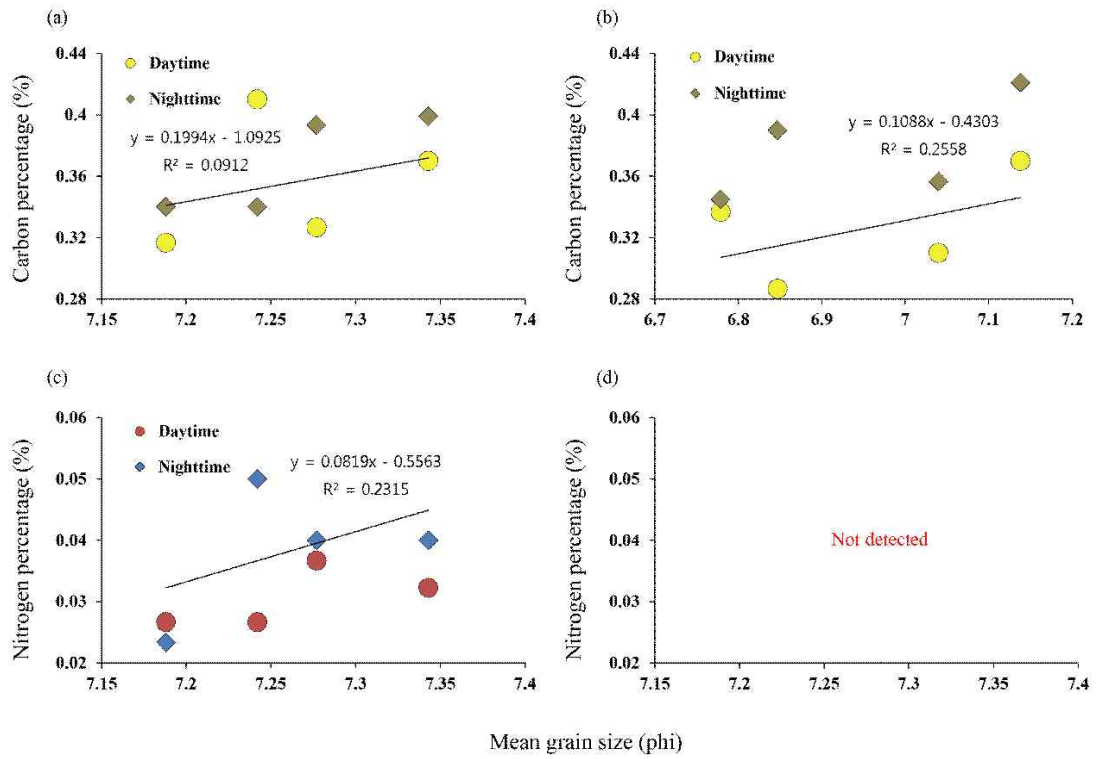 (a)
Carbon percentage (%)
0.44
0.4
0.36
0.32
0.28
Daytime
Nighttime
y = 0.1994x - 1.0925
R² = 0.0912
7.15
7.2
7.25
7.3
7.35
7.4
(b)
Carbon percentage (%)
0.44
0.4
0.36
0.32
0.28
Daytime
Nighttime
y = 0.1088x - 0.4303
R² = 0.2558
6.7
6.8
6.9
7
7.1
7.2
(c)
Nitrogen percentage (%)
0.06
0.05
0.04
0.03
0.02
Daytime
Nighttime
y = 0.0819x - 0.5563
R² = 0.2315
7.15
7.2
7.25
7.3
7.35
7.4
(d)
Nitrogen percentage (%)
0.06
0.05
0.04
0.03
0.02
Not detected
7.15
7.2
7.25
7.3
7.35
7.4
Mean grain size (phi)